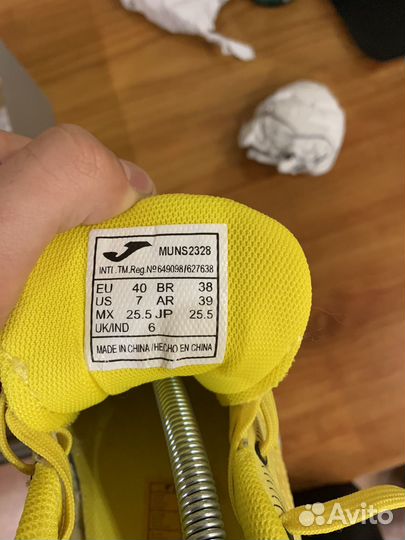 MUNS2328
INTL.TM.Reg.Nº649098/627638
EU 40 BR 38
US 7 AR 39
MX 25.5 JP 25.5
UK/IND 6
MADE IN CHINA/HECHO EN CHINA
Avito